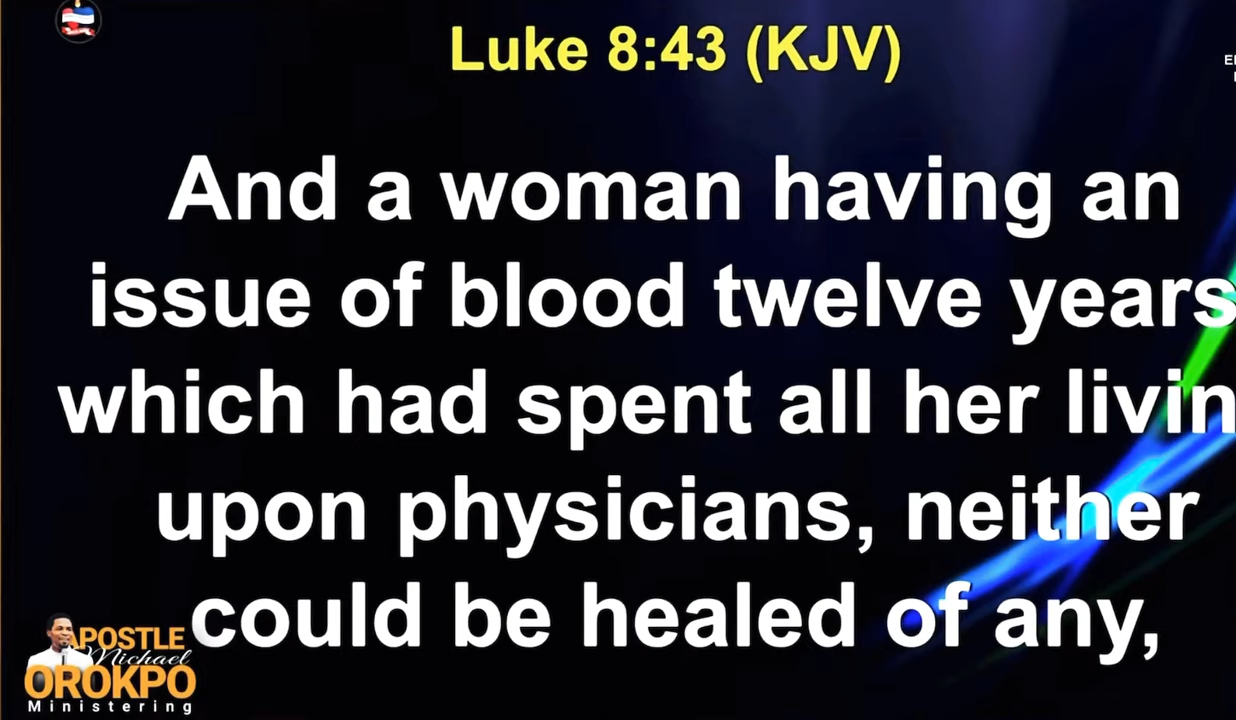 Luke 8:43 (KJV)
And a woman having an
issue of blood twelve years
which had spent all her livin
upon physicians, neither
could be healed of any,
APOSTLE
Michael
OROKPO
Ministering